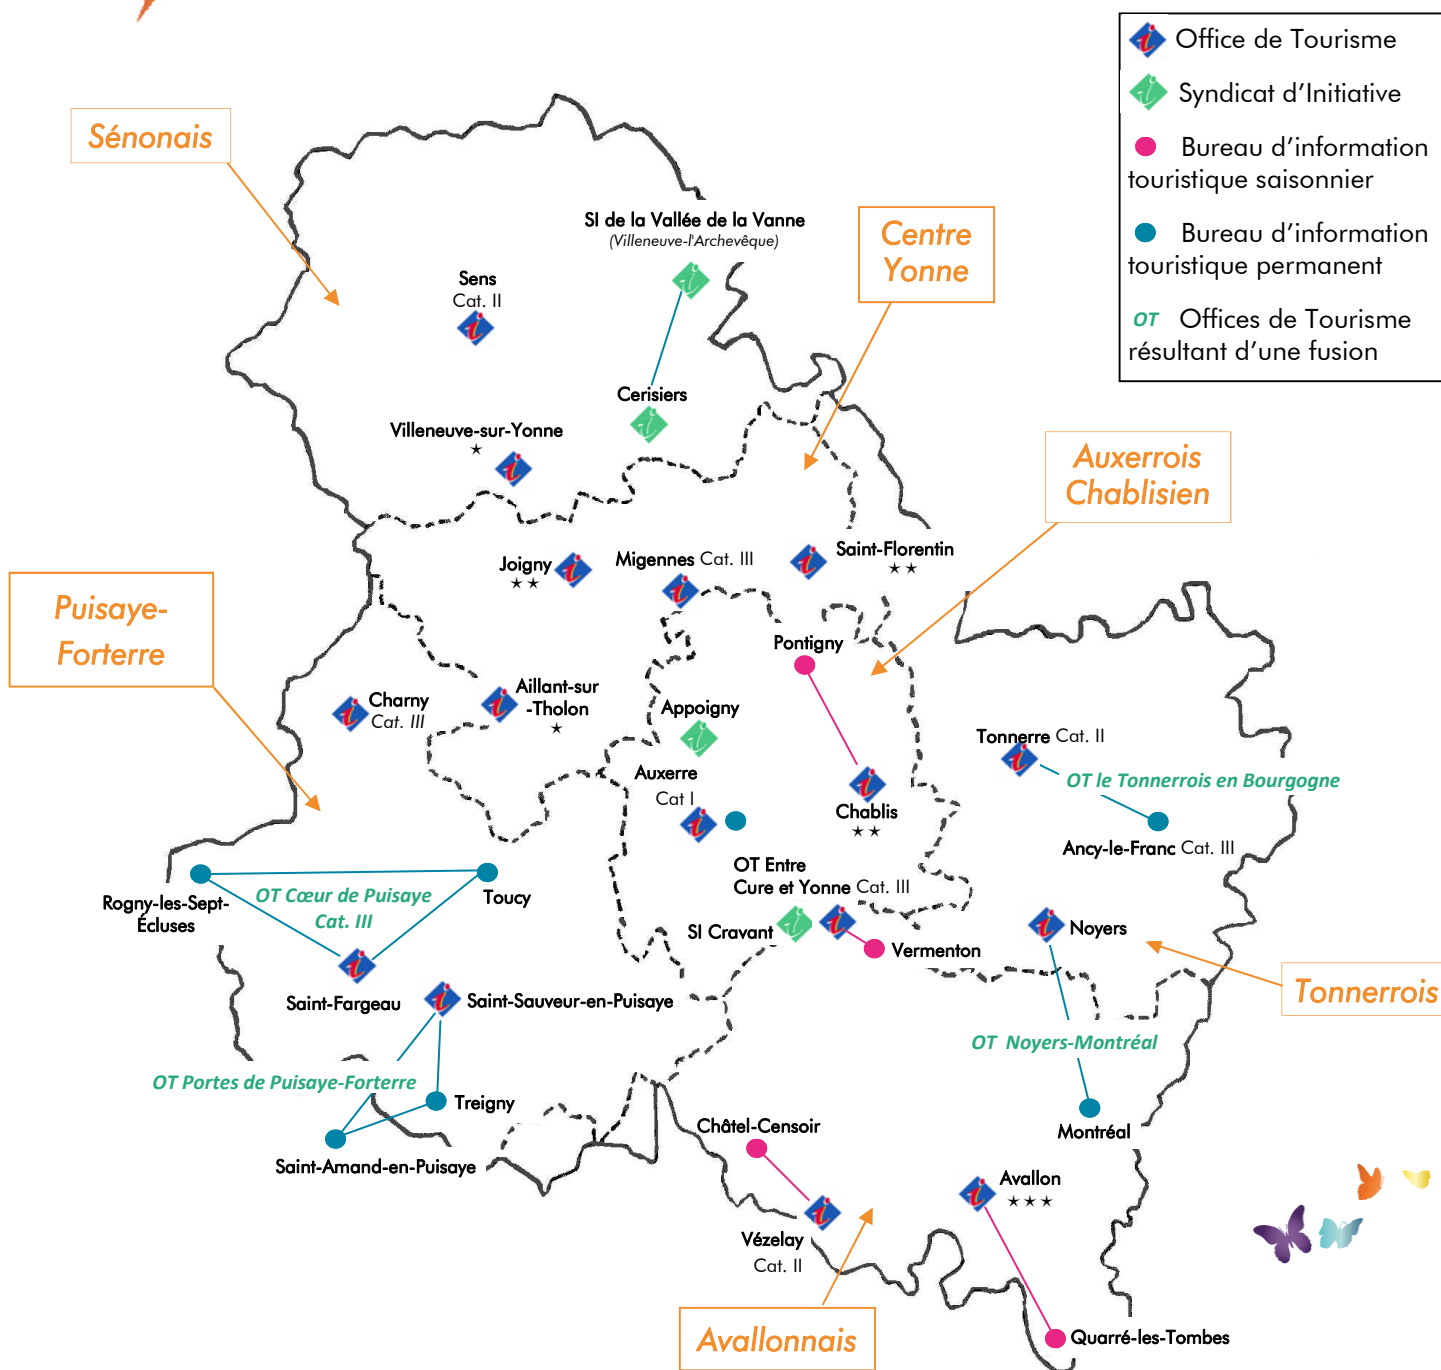 Office de Tourisme
Syndicat d'Initiative
Bureau d'information
touristique saisonnier
Bureau d'information
touristique permanent
OT Offices de Tourisme
résultant d'une fusion
Sénonais
SI de la Vallée de la Vanne
(Villeneuve-l'Archevêque)
Centre
Yonne
Sens
Cat. II
Cerisiers
Villeneuve-sur-Yonne
★
Auxerrois
Chablisien
Joigny
★★
Migennes Cat. III
Saint-Florentin
★★
Puisaye-
Forterre
Pontigny
Charny
Cat. III
Aillant-sur
-Tholon
★
Appoigny
Tonnerre Cat. II
OT le Tonnerrois en Bourgogne
Auxerre
Cat I
Chablis
★★
Ancy-le-Franc Cat. III
OT Entre
Cure et Yonne Cat. III
Rogny-les-Sept-
Écluses
OT Cœur de Puisaye
Cat. III
Toucy
SI Cravant
Vermenton
Noyers
Saint-Fargeau
Saint-Sauveur-en-Puisaye
Tonnerrois
OT Noyers-Montréal
OT Portes de Puisaye-Forterre
Treigny
Saint-Amand-en-Puisaye
Châtel-Censoir
Montréal
Avallon
★★★
Vézelay
Cat. II
Avallonnais
Quarré-les-Tombes